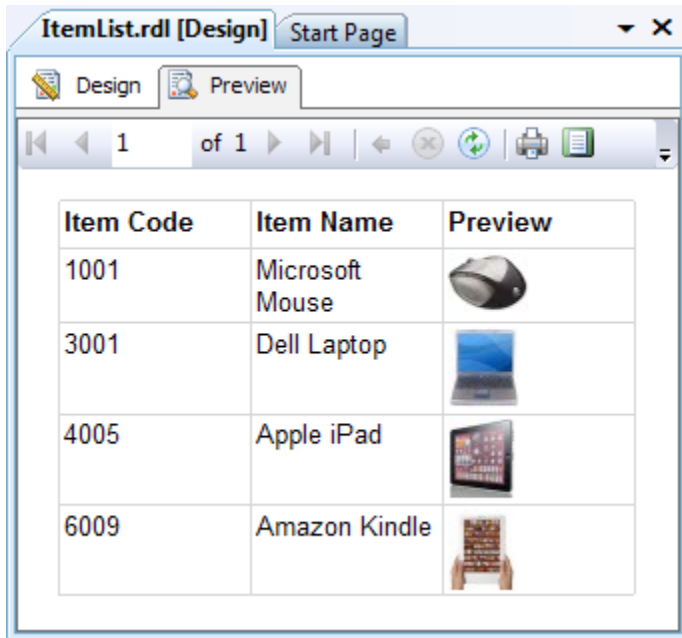 ItemList.rdl [Design] Start Page
Design Preview
1 of 1
Item Code Item Name Preview
1001 Microsoft
Mouse
3001 Dell Laptop
4005 Apple iPad
6009 Amazon Kindle